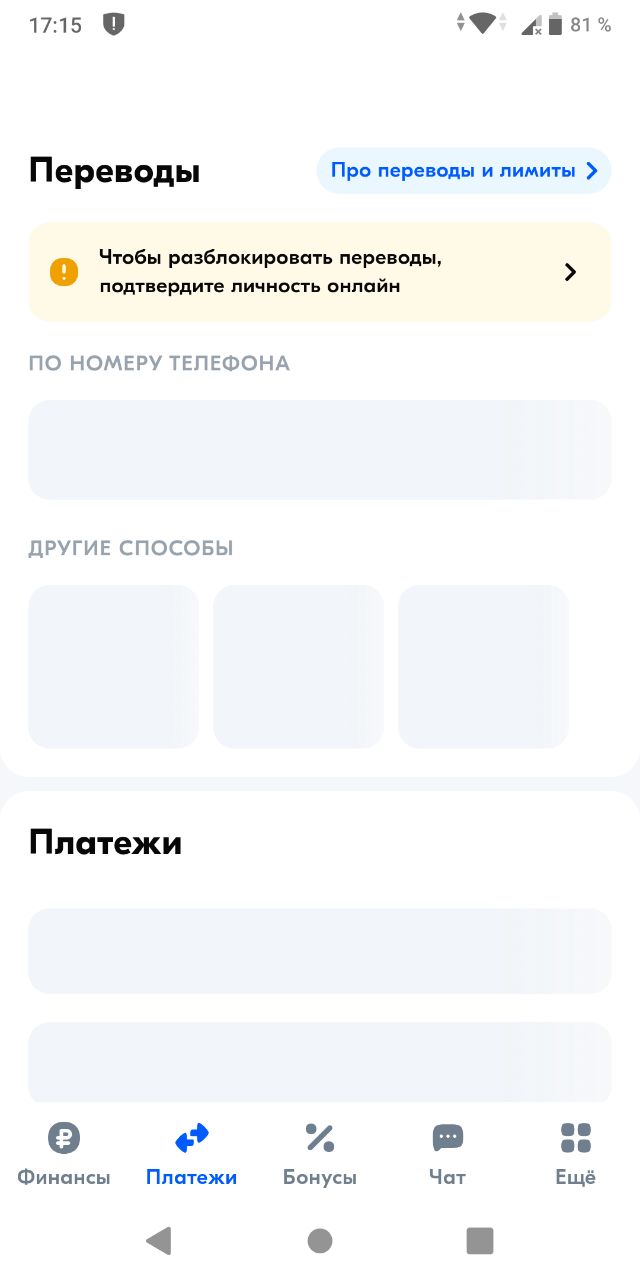 17:15
81 %
Переводы
Про переводы и лимиты
Чтобы разблокировать переводы,
подтвердите личность онлайн
ПО НОМЕРУ ТЕЛЕФОНА
ДРУГИЕ СПОСОБЫ
Платежи
Финансы
Платежи
Бонусы
Чат
Ещё